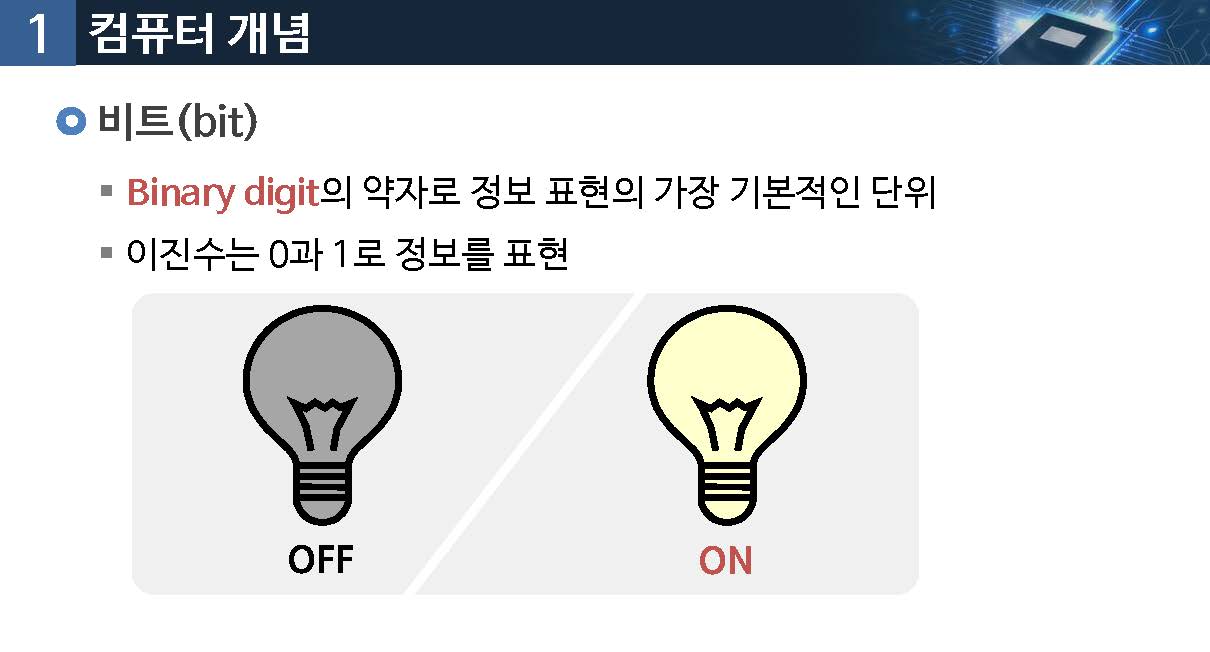 1 컴퓨터 개념
비트(bit)
Binary digit의 약자로 정보 표현의 가장 기본적인 단위
이진수는 0과 1로 정보를 표현
OFF
ON